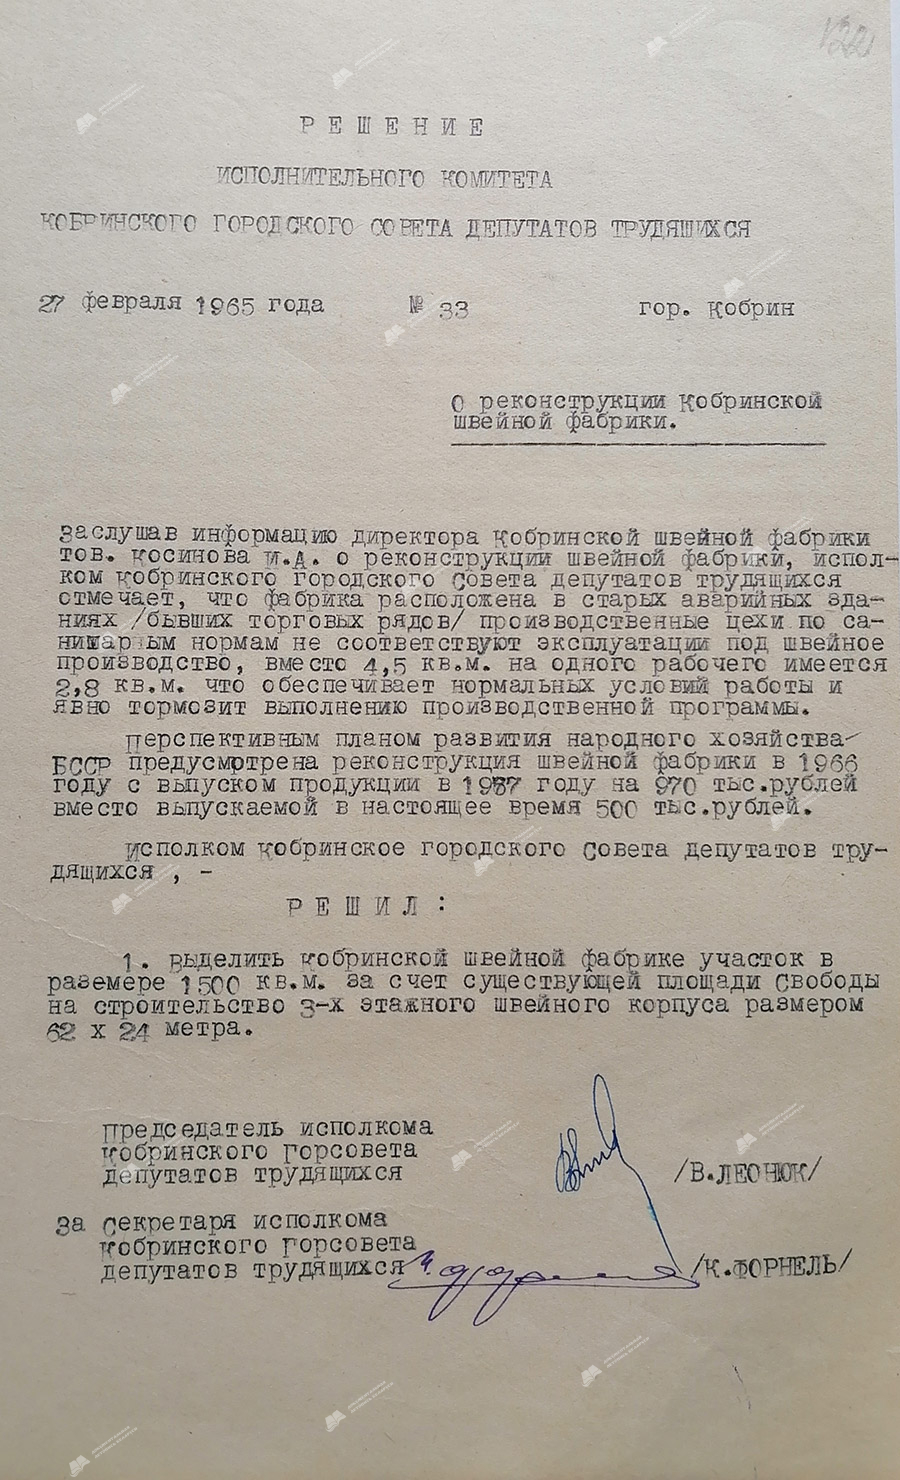 122
РЕШЕНИЕ
ИСПОЛНИТЕЛЬНОГО КОМИТЕТА
КОБРИНСКОГО ГОРОДСКОГО СОВЕТА ДЕПУТАТОВ ТРУДЯЩИХСЯ
27 февраля 1965 года № 33 гор. Кобрин
О реконструкции Кобринской
швейной фабрики.
Заслушав информацию директора Кобринской швейной фабрики
тов. Косинова И.А. о реконструкции швейной фабрики, испол-
ком Кобринского городского Совета депутатов трудящихся
отмечает, что фабрика расположена в старых аварийных зда-
ниях /бывших торговых рядов/ производственные цехи по са-
нитарным нормам не соответствуют эксплуатации под швейное
производство, вместо 4,5 кв.м. на одного рабочего имеется
2,8 кв.м. что обеспечивает нормальных условий работы и
явно тормозит выполнению производственной программы.
Перспективным планом развития народного хозяйства
БССР предусмотрена реконструкция швейной фабрики в 1966
году с выпуском продукции в году на 970 тыс.рублей
вместо выпускаемой в настоящее время 500 тыс.рублей.
Исполком Кобринское городского Совета депутатов тру-
дящихся , -
РЕШИЛ:
1. Выделить Кобринской швейной фабрике участок в
раземере 1500 кв.м. за счет существующей площади Свободы
на строительство 3-х этажного швейного корпуса размером
62 х 24 метра.
Председатель исполкома
Кобринского горсовета
депутатов трудящихся /В.ЛЕОНЮК/
За секретаря исполкома
Кобринского горсовета
депутатов трудящихся /К.ФОРНЕЛЬ/